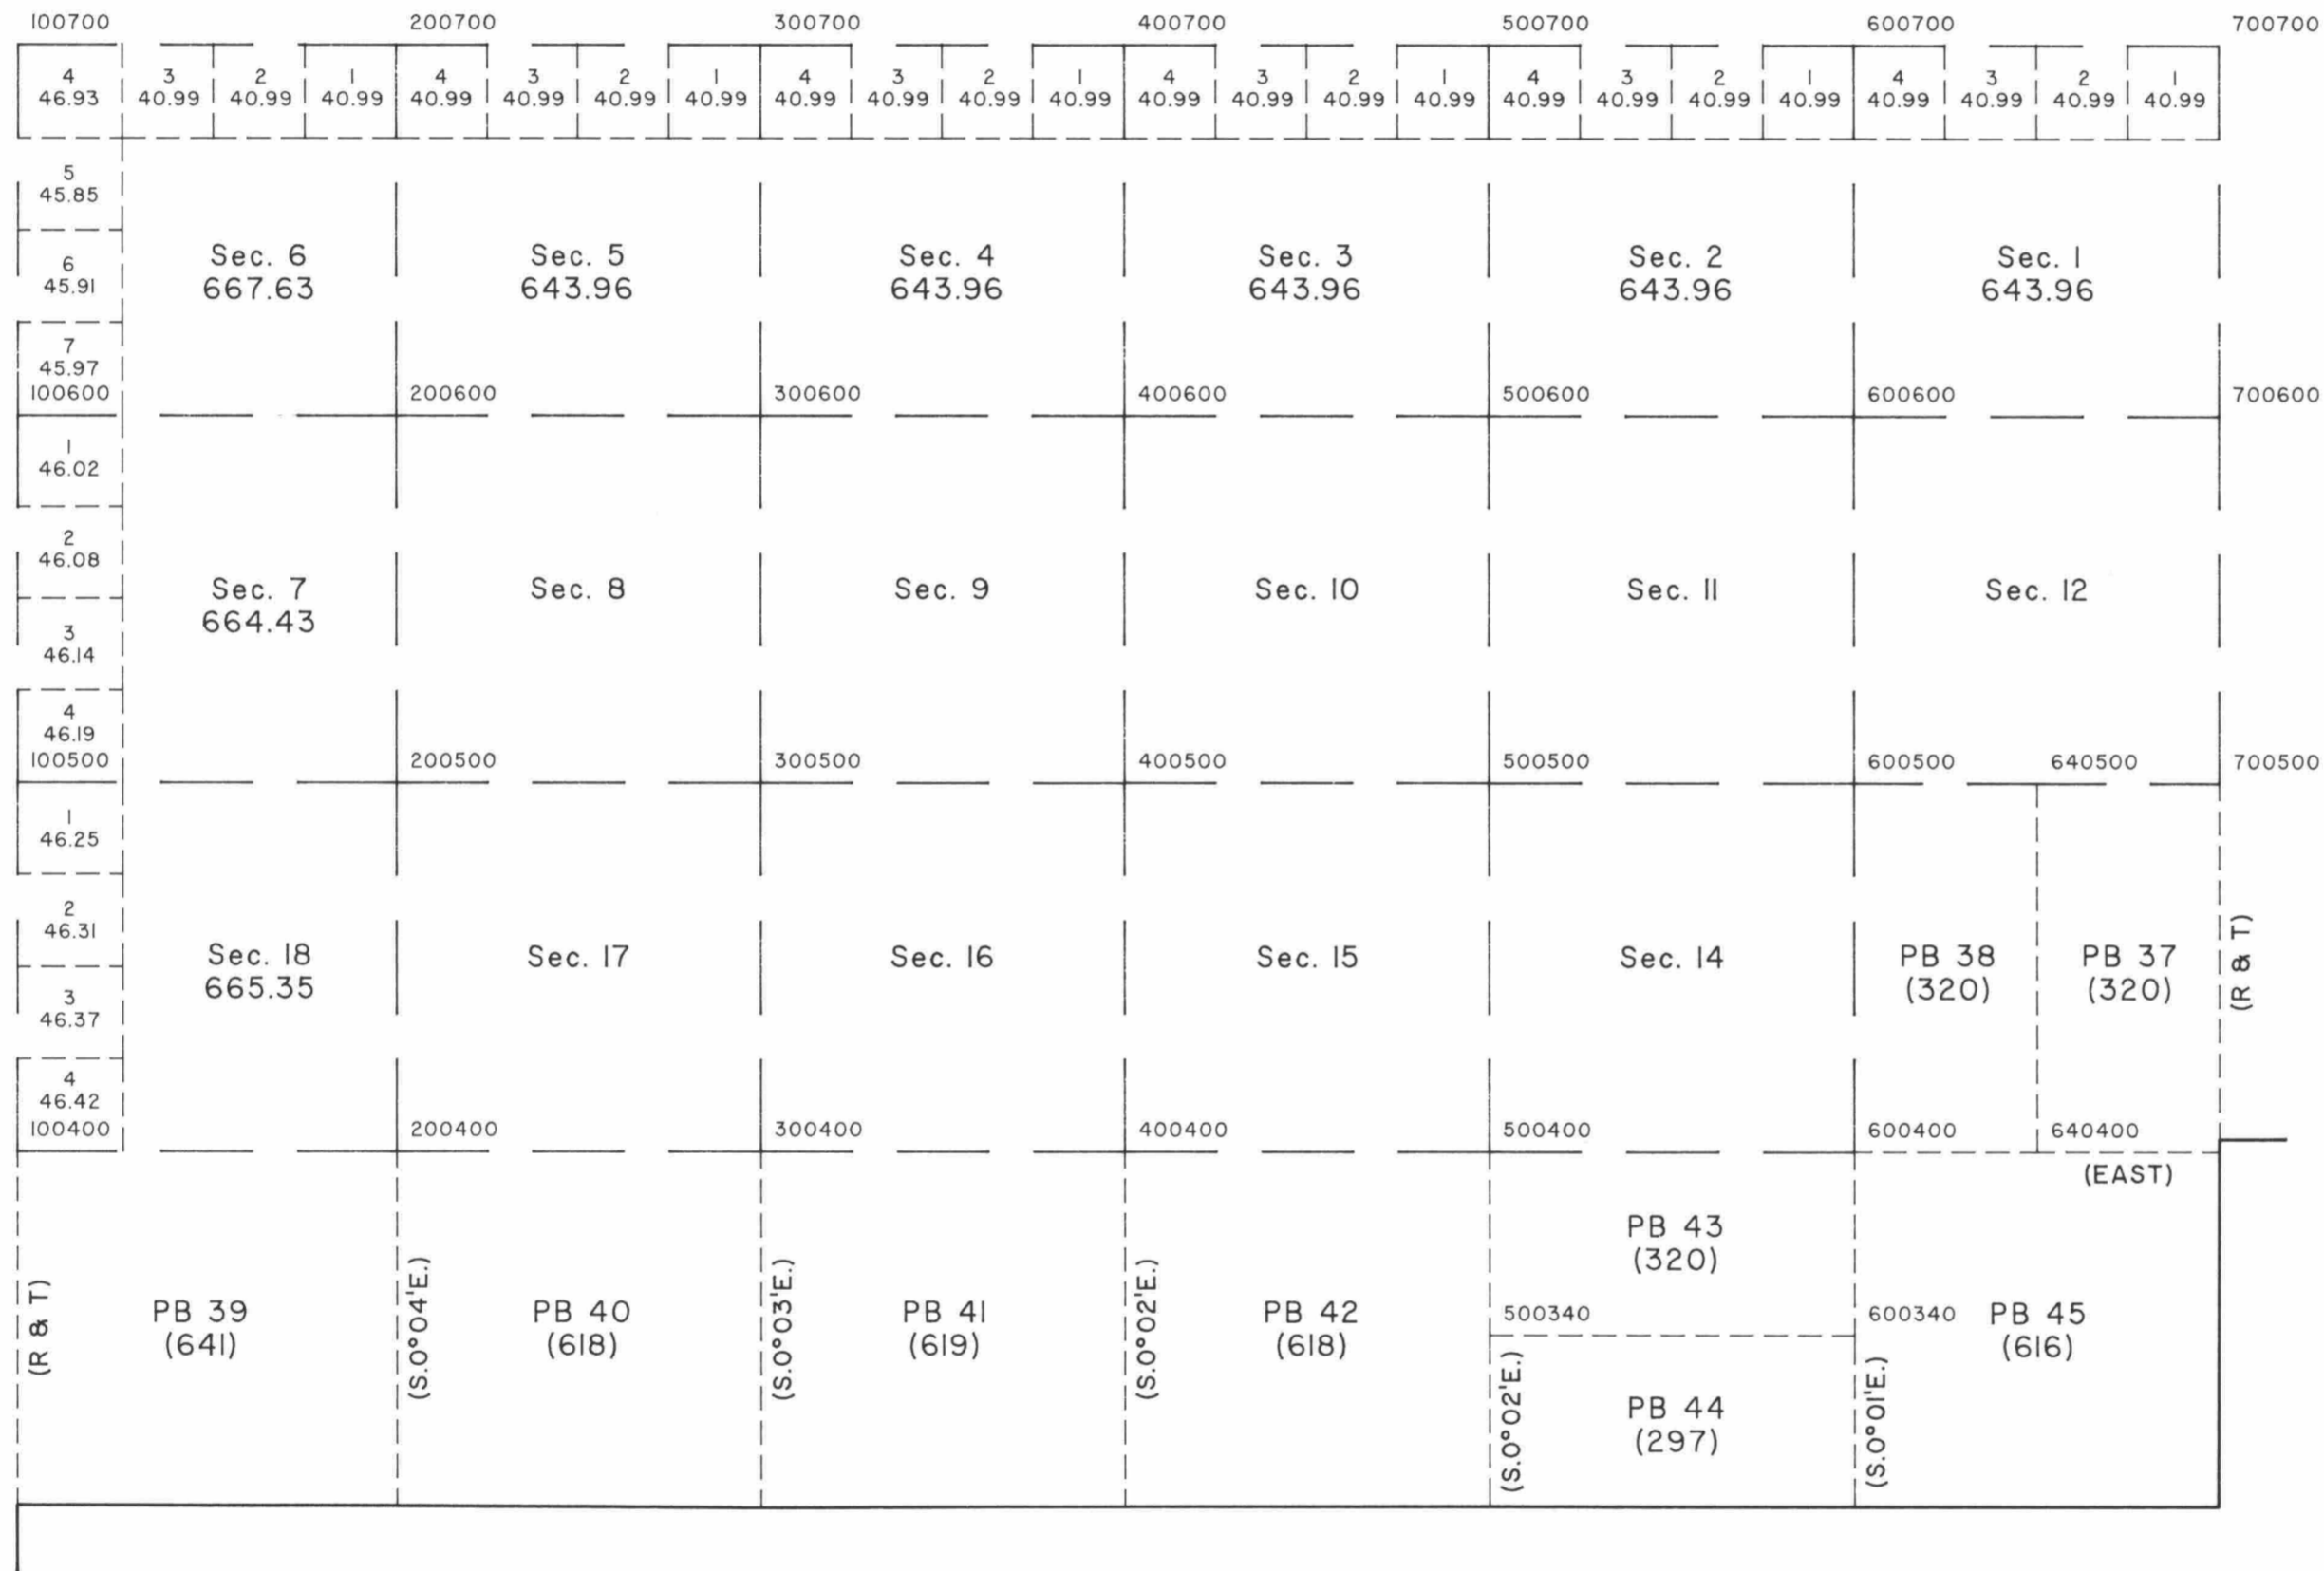 100700 200700 300700 400700 500700 600700 700700
4 3 2 1 4 3 2 1 4 3 2 1 4 3 2 1 4 3 2 1 4 3 2 1
46.93 40.99 40.99 40.99 40.99 40.99 40.99 40.99 40.99 40.99 40.99 40.99 40.99 40.99 40.99 40.99 40.99 40.99 40.99 40.99 40.99 40.99 40.99 40.99
5
45.85
Sec. 6 Sec. 5 Sec. 4 Sec. 3 Sec. 2 Sec. 1
6
667.63 643.96 643.96 643.96 643.96 643.96
45.91
7
45.97
100600 200600 300600 400600 500600 600600 700600
1
46.02
2
46.08
Sec. 7 Sec. 8 Sec. 9 Sec. 10 Sec. 11 Sec. 12
664.43
3
46.14
4
46.19
100500 200500 300500 400500 500500 600500 640500 700500
1
46.25
2
46.31
Sec. 18 Sec. 17 Sec. 16 Sec. 15 Sec. 14 PB 38 PB 37
665.35 (320) (320)
(R & T)
3
46.37
4
46.42
100400 200400 300400 400400 500400 600400 640400
(EAST)
PB 43
(320)
(R & T)
PB 39
(641)
(S.0°04'E.)
PB 40
(618)
(S.0°03'E.)
PB 41
(619)
(S.0°02'E.)
PB 42
(618)
500340 600340
PB 45
(616)
(S.0°02'E.)
PB 44
(297)
(S.0°01'E.)